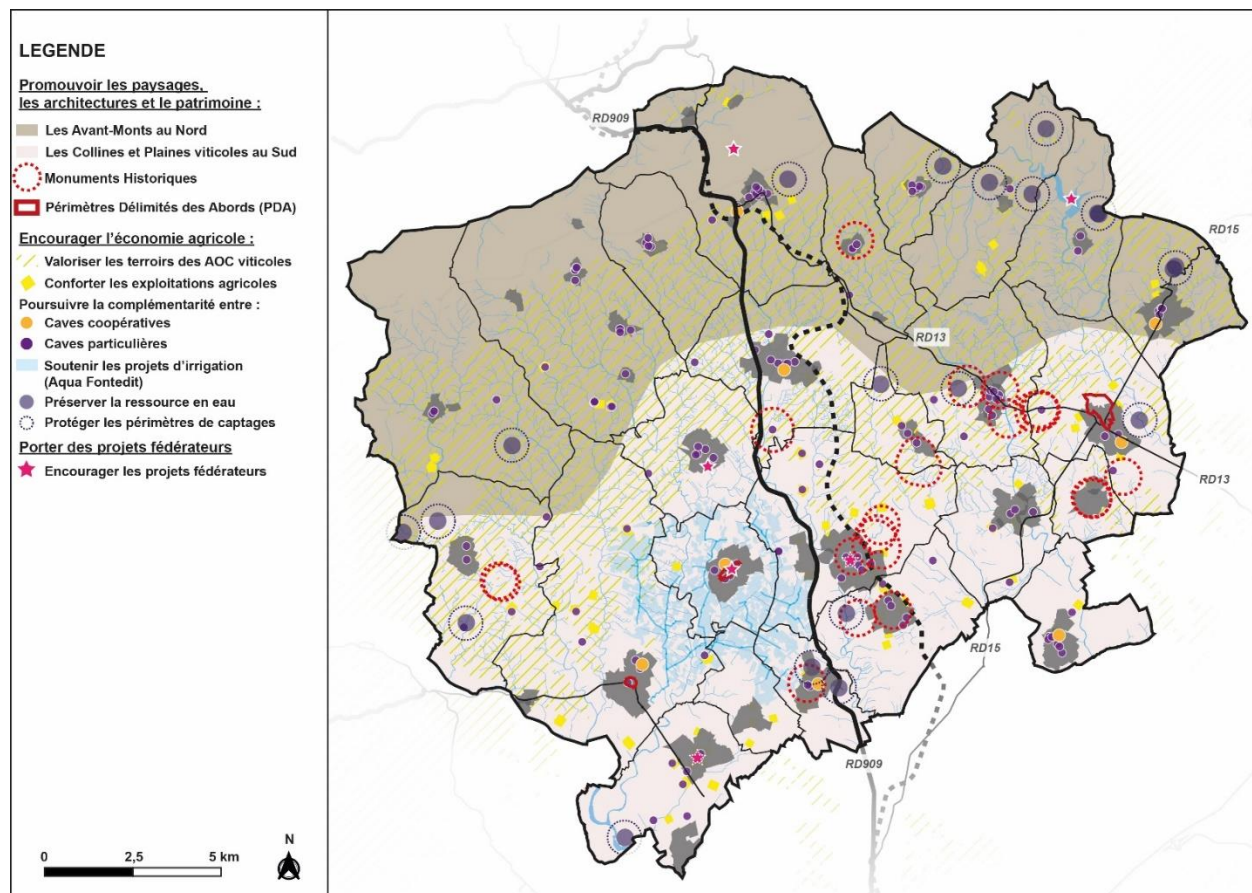 LEGENDE
Promouvoir les paysages,
les architectures et le patrimoine :
Les Avant-Monts au Nord
Les Collines et Plaines viticoles au Sud
Monuments Historiques
Périmètres Délimités des Abords (PDA)
Encourager l'économie agricole :
Valoriser les terroirs des AOC viticoles
Conforter les exploitations agricoles
Poursuivre la complémentarité entre :
Caves coopératives
Caves particulières
Soutenir les projets d'irrigation
(Aqua Fontedit)
Préserver la ressource en eau
Protéger les périmètres de captages
Porter des projets fédérateurs
Encourager les projets fédérateurs
N
0 2,5 5 km
RD909
RD15
RD13
RD13
RD15
RD909